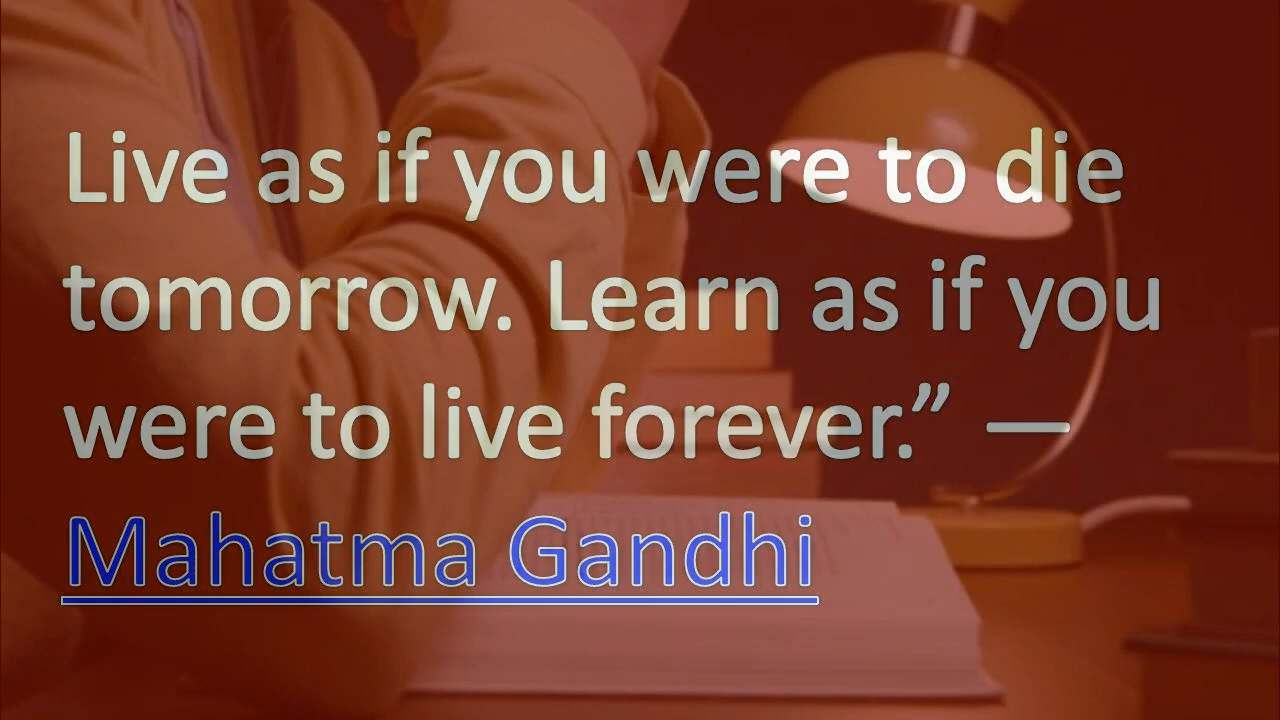 Live as if you were to die
tomorrow. Learn as if you
were to live forever.” —
Mahatma Gandhi